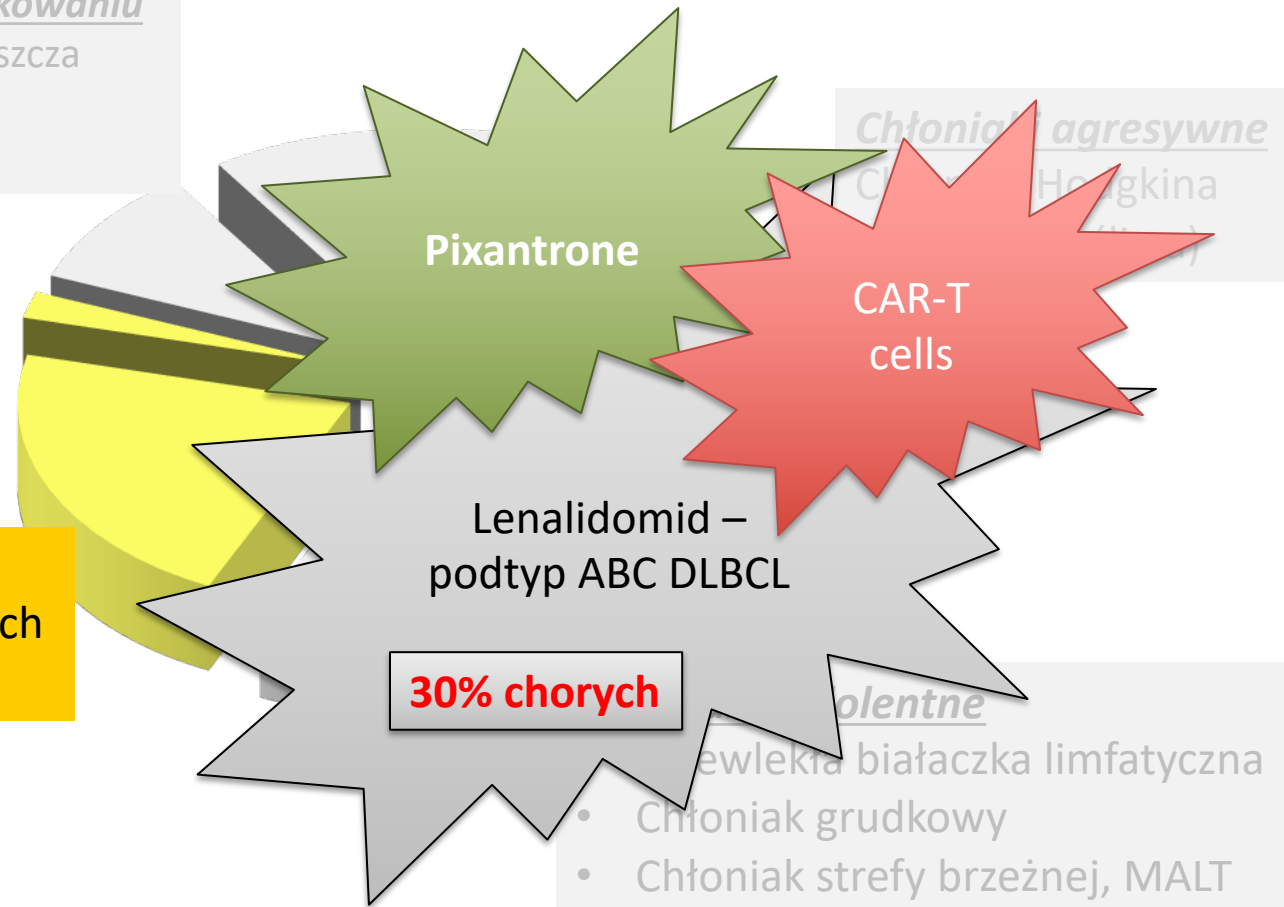 kowaniu
szcza
Chłoniaki agresywne
Hodgkina
Pixantrone
CAR-T
cells
Lenalidomid –
podtyp ABC DLBCL
ch
30% chorych
olentne
ewlekła białaczka limfatyczna
• Chłoniak grudkowy
• Chłoniak strefy brzeżnej, MALT